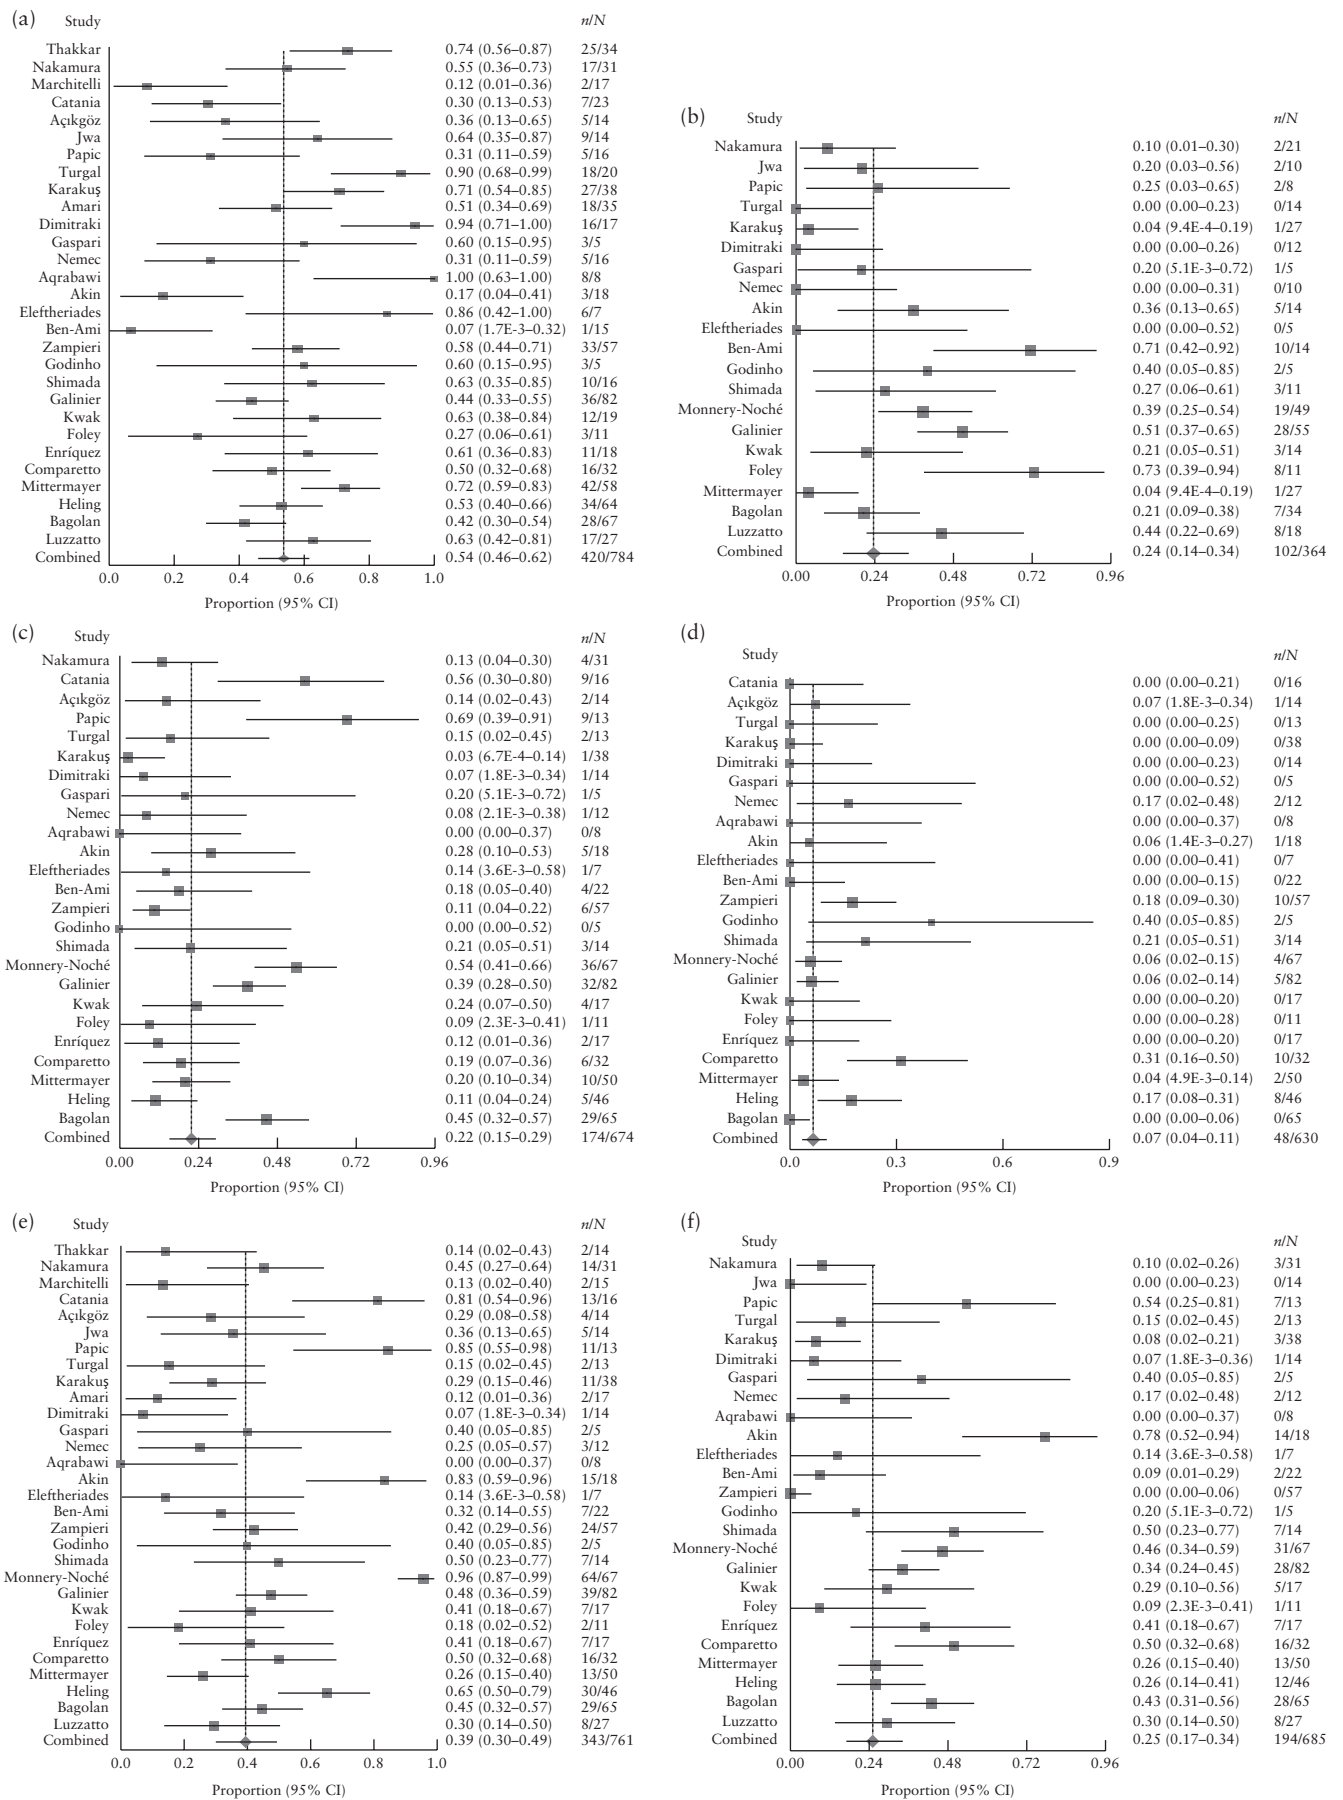 (a) Study n/N
Thakkar 0.74 (0.56–0.87) 25/34
Nakamura 0.55 (0.36–0.73) 17/31
Marchitelli 0.12 (0.01–0.36) 2/17
Catania 0.30 (0.13–0.53) 7/23
Açıkgöz 0.36 (0.13–0.65) 5/14
Jwa 0.64 (0.35–0.87) 9/14
Papic 0.31 (0.11–0.59) 5/16
Turgal 0.90 (0.68–0.99) 18/20
Karakuş 0.71 (0.54–0.85) 27/38
Amari 0.51 (0.34–0.69) 18/35
Dimitraki 0.94 (0.71–1.00) 16/17
Gaspari 0.60 (0.15–0.95) 3/5
Nemec 0.31 (0.11–0.59) 5/16
Aqrabawi 1.00 (0.63–1.00) 8/8
Akin 0.17 (0.04–0.41) 3/18
Eleftheriades 0.86 (0.42–1.00) 6/7
Ben-Ami 0.07 (1.7E-3–0.32) 1/15
Zampieri 0.58 (0.44–0.71) 33/57
Godinho 0.60 (0.15–0.95) 3/5
Shimada 0.63 (0.35–0.85) 10/16
Galinier 0.44 (0.33–0.55) 36/82
Kwak 0.63 (0.38–0.84) 12/19
Foley 0.27 (0.06–0.61) 3/11
Enríquez 0.61 (0.36–0.83) 11/18
Comparetto 0.50 (0.32–0.68) 16/32
Mittermayer 0.72 (0.59–0.83) 42/58
Heling 0.53 (0.40–0.66) 34/64
Bagolan 0.42 (0.30–0.54) 28/67
Luzzatto 0.63 (0.42–0.81) 17/27
Combined 0.54 (0.46–0.62) 420/784
0.0 0.2 0.4 0.6 0.8 1.0
Proportion (95% CI)
(b) Study n/N
Nakamura 0.10 (0.01–0.30) 2/21
Jwa 0.20 (0.03–0.56) 2/10
Papic 0.25 (0.03–0.65) 2/8
Turgal 0.00 (0.00–0.23) 0/14
Karakuş 0.04 (9.4E-4–0.19) 1/27
Dimitraki 0.00 (0.00–0.26) 0/12
Gaspari 0.20 (5.1E-3–0.72) 1/5
Nemec 0.00 (0.00–0.31) 0/10
Akin 0.36 (0.13–0.65) 5/14
Eleftheriades 0.00 (0.00–0.52) 0/5
Ben-Ami 0.71 (0.42–0.92) 10/14
Godinho 0.40 (0.05–0.85) 2/5
Shimada 0.27 (0.06–0.61) 3/11
Monnery-Noché 0.39 (0.25–0.54) 19/49
Galinier 0.51 (0.37–0.65) 28/55
Kwak 0.21 (0.05–0.51) 3/14
Foley 0.73 (0.39–0.94) 8/11
Mittermayer 0.04 (9.4E-4–0.19) 1/27
Bagolan 0.21 (0.09–0.38) 7/34
Luzzatto 0.44 (0.22–0.69) 8/18
Combined 0.24 (0.14–0.34) 102/364
0.00 0.24 0.48 0.72 0.96
Proportion (95% CI)
(c) Study n/N
Nakamura 0.13 (0.04–0.30) 4/31
Catania 0.56 (0.30–0.80) 9/16
Açıkgöz 0.14 (0.02–0.43) 2/14
Papic 0.69 (0.39–0.91) 9/13
Turgal 0.15 (0.02–0.45) 2/13
Karakuş 0.03 (6.7E-4–0.14) 1/38
Dimitraki 0.07 (1.8E-3–0.34) 1/14
Gaspari 0.20 (5.1E-3–0.72) 1/5
Nemec 0.08 (2.1E-3–0.38) 1/12
Aqrabawi 0.00 (0.00–0.37) 0/8
Akin 0.28 (0.10–0.53) 5/18
Eleftheriades 0.14 (3.6E-3–0.58) 1/7
Ben-Ami 0.18 (0.05–0.40) 4/22
Zampieri 0.11 (0.04–0.22) 6/57
Godinho 0.00 (0.00–0.52) 0/5
Shimada 0.21 (0.05–0.51) 3/14
Monnery-Noché 0.54 (0.41–0.66) 36/67
Galinier 0.39 (0.28–0.50) 32/82
Kwak 0.24 (0.07–0.50) 4/17
Foley 0.09 (2.3E-3–0.41) 1/11
Enríquez 0.12 (0.01–0.36) 2/17
Comparetto 0.19 (0.07–0.36) 6/32
Mittermayer 0.20 (0.10–0.34) 10/50
Heling 0.11 (0.04–0.24) 5/46
Bagolan 0.45 (0.32–0.57) 29/65
Combined 0.22 (0.15–0.29) 174/674
0.00 0.24 0.48 0.72 0.96
Proportion (95% CI)
(d) Study n/N
Catania 0.00 (0.00–0.21) 0/16
Açıkgöz 0.07 (1.8E-3–0.34) 1/14
Turgal 0.00 (0.00–0.25) 0/13
Karakuş 0.00 (0.00–0.09) 0/38
Dimitraki 0.00 (0.00–0.23) 0/14
Gaspari 0.00 (0.00–0.52) 0/5
Nemec 0.17 (0.02–0.48) 2/12
Aqrabawi 0.00 (0.00–0.37) 0/8
Akin 0.06 (1.4E-3–0.27) 1/18
Eleftheriades 0.00 (0.00–0.41) 0/7
Ben-Ami 0.00 (0.00–0.15) 0/22
Zampieri 0.18 (0.09–0.30) 10/57
Godinho 0.40 (0.05–0.85) 2/5
Shimada 0.21 (0.05–0.51) 3/14
Monnery-Noché 0.06 (0.02–0.15) 4/67
Galinier 0.06 (0.02–0.14) 5/82
Kwak 0.00 (0.00–0.20) 0/17
Foley 0.00 (0.00–0.28) 0/11
Enríquez 0.00 (0.00–0.20) 0/17
Comparetto 0.31 (0.16–0.50) 10/32
Mittermayer 0.04 (4.9E-3–0.14) 2/50
Heling 0.17 (0.08–0.31) 8/46
Bagolan 0.00 (0.00–0.06) 0/65
Combined 0.07 (0.04–0.11) 48/630
0.0 0.3 0.6 0.9
Proportion (95% CI)
(e) Study n/N
Thakkar 0.14 (0.02–0.43) 2/14
Nakamura 0.45 (0.27–0.64) 14/31
Marchitelli 0.13 (0.02–0.40) 2/15
Catania 0.81 (0.54–0.96) 13/16
Açıkgöz 0.29 (0.08–0.58) 4/14
Jwa 0.36 (0.13–0.65) 5/14
Papic 0.85 (0.55–0.98) 11/13
Turgal 0.15 (0.02–0.45) 2/13
Karakuş 0.29 (0.15–0.46) 11/38
Amari 0.12 (0.01–0.36) 2/17
Dimitraki 0.07 (1.8E-3–0.34) 1/14
Gaspari 0.40 (0.05–0.85) 2/5
Nemec 0.25 (0.05–0.57) 3/12
Aqrabawi 0.00 (0.00–0.37) 0/8
Akin 0.83 (0.59–0.96) 15/18
Eleftheriades 0.14 (3.6E-3–0.58) 1/7
Ben-Ami 0.32 (0.14–0.55) 7/22
Zampieri 0.42 (0.29–0.56) 24/57
Godinho 0.40 (0.05–0.85) 2/5
Shimada 0.50 (0.23–0.77) 7/14
Monnery-Noché 0.96 (0.87–0.99) 64/67
Galinier 0.48 (0.36–0.59) 39/82
Kwak 0.41 (0.18–0.67) 7/17
Foley 0.18 (0.02–0.52) 2/11
Enríquez 0.41 (0.18–0.67) 7/17
Comparetto 0.50 (0.32–0.68) 16/32
Mittermayer 0.26 (0.15–0.40) 13/50
Heling 0.65 (0.50–0.79) 30/46
Bagolan 0.45 (0.32–0.57) 29/65
Luzzatto 0.30 (0.14–0.50) 8/27
Combined 0.39 (0.30–0.49) 343/761
0.0 0.2 0.4 0.6 0.8 1.0
Proportion (95% CI)
(f) Study n/N
Nakamura 0.10 (0.02–0.26) 3/31
Jwa 0.00 (0.00–0.23) 0/14
Papic 0.54 (0.25–0.81) 7/13
Turgal 0.15 (0.02–0.45) 2/13
Karakuş 0.08 (0.02–0.21) 3/38
Dimitraki 0.07 (1.8E-3–0.36) 1/14
Gaspari 0.40 (0.05–0.85) 2/5
Nemec 0.17 (0.02–0.48) 2/12
Aqrabawi 0.00 (0.00–0.37) 0/8
Akin 0.78 (0.52–0.94) 14/18
Eleftheriades 0.14 (3.6E-3–0.58) 1/7
Ben-Ami 0.09 (0.01–0.29) 2/22
Zampieri 0.00 (0.00–0.06) 0/57
Godinho 0.20 (5.1E-3–0.72) 1/5
Shimada 0.50 (0.23–0.77) 7/14
Monnery-Noché 0.46 (0.34–0.59) 31/67
Galinier 0.34 (0.24–0.45) 28/82
Kwak 0.29 (0.10–0.56) 5/17
Foley 0.09 (2.3E-3–0.41) 1/11
Enríquez 0.41 (0.18–0.67) 7/17
Comparetto 0.50 (0.32–0.68) 16/32
Mittermayer 0.26 (0.15–0.40) 13/50
Heling 0.26 (0.14–0.41) 12/46
Bagolan 0.43 (0.31–0.56) 28/65
Luzzatto 0.30 (0.14–0.50) 8/27
Combined 0.25 (0.17–0.34) 194/685
0.00 0.24 0.48 0.72 0.96
Proportion (95% CI)